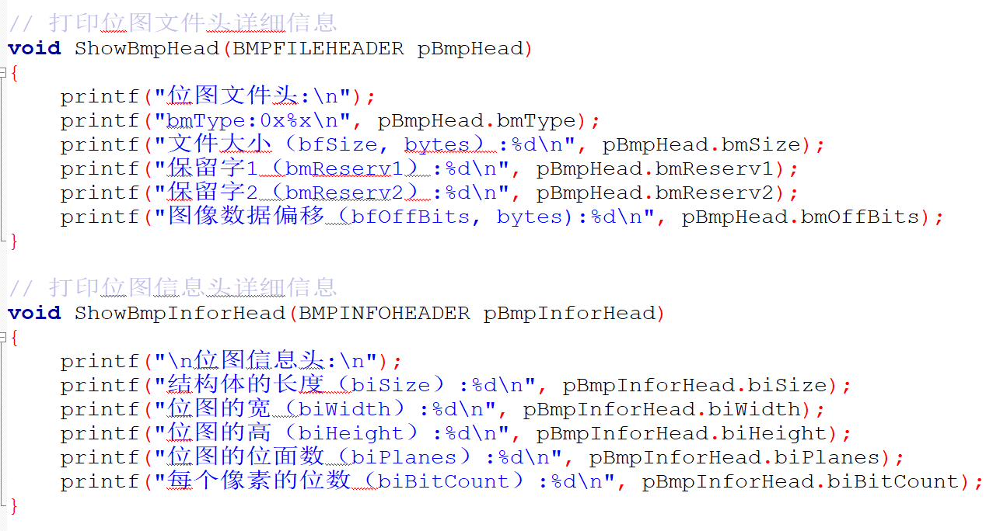 // 打印位图文件头详细信息
void ShowBmpHead(BMPFILEHEADER pBmpHead)
{
    printf("位图文件头:\n");
    printf("bmType:0x%x\n", pBmpHead.bmType);
    printf("文件大小（bfSize, bytes）:%d\n", pBmpHead.bmSize);
    printf("保留字1（bmReserv1）:%d\n", pBmpHead.bmReserv1);
    printf("保留字2（bmReserv2）:%d\n", pBmpHead.bmReserv2);
    printf("图像数据偏移（bfOffBits, bytes):%d\n", pBmpHead.bmOffBits);
}
// 打印位图信息头详细信息
void ShowBmpInforHead(BMPINFOHEADER pBmpInforHead)
{
    printf("\n位图信息头:\n");
    printf("结构体的长度（biSize）:%d\n", pBmpInforHead.biSize);
    printf("位图的宽（biWidth）:%d\n", pBmpInforHead.biWidth);
    printf("位图的高（biHeight）:%d\n", pBmpInforHead.biHeight);
    printf("位图的位面数（biPlanes）:%d\n", pBmpInforHead.biPlanes);
    printf("每个像素的位数（biBitCount）:%d\n", pBmpInforHead.biBitCount);
}